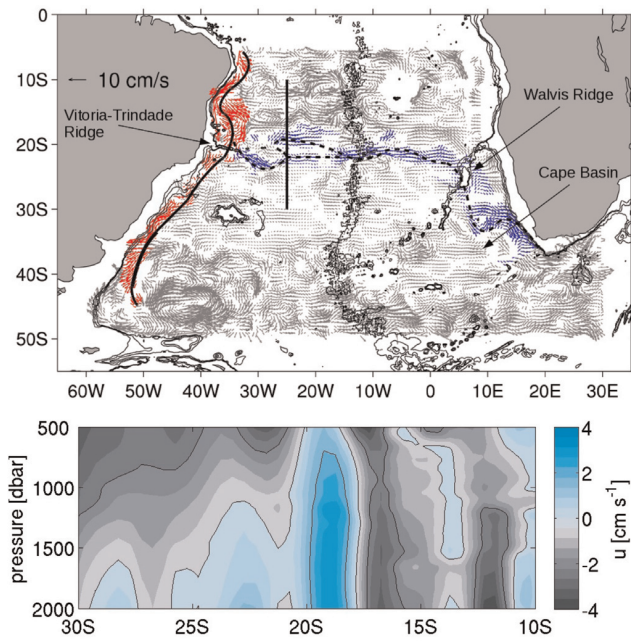 0
10S
20S
30S
40S
50S
10 cm/s
Vitoria-Trindade
Ridge
Walvis Ridge
Cape Basin
60W 50W 40W 30W 20W 10W 0 10E 20E 30E
pressure [dbar]
500
1000
1500
2000
30S 25S 20S 15S 10S
4
2
0
-2
-4
u [cm s⁻¹]